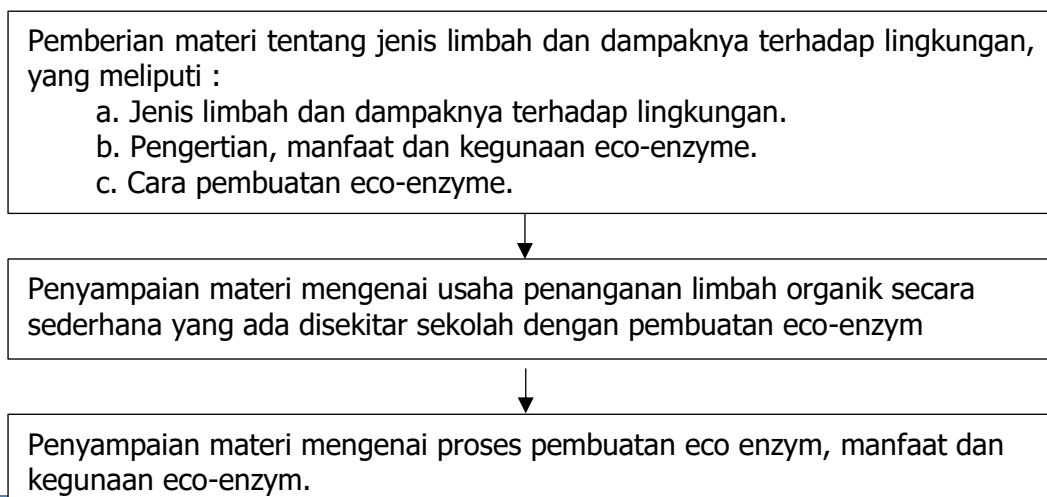 Pemberian materi tentang jenis limbah dan dampaknya terhadap lingkungan,
yang meliputi :
a. Jenis limbah dan dampaknya terhadap lingkungan.
b. Pengertian, manfaat dan kegunaan eco-enzyme.
c. Cara pembuatan eco-enzyme.
Penyampaian materi mengenai usaha penanganan limbah organik secara
sederhana yang ada disekitar sekolah dengan pembuatan eco-enzym
Penyampaian materi mengenai proses pembuatan eco enzym, manfaat dan
kegunaan eco-enzym.